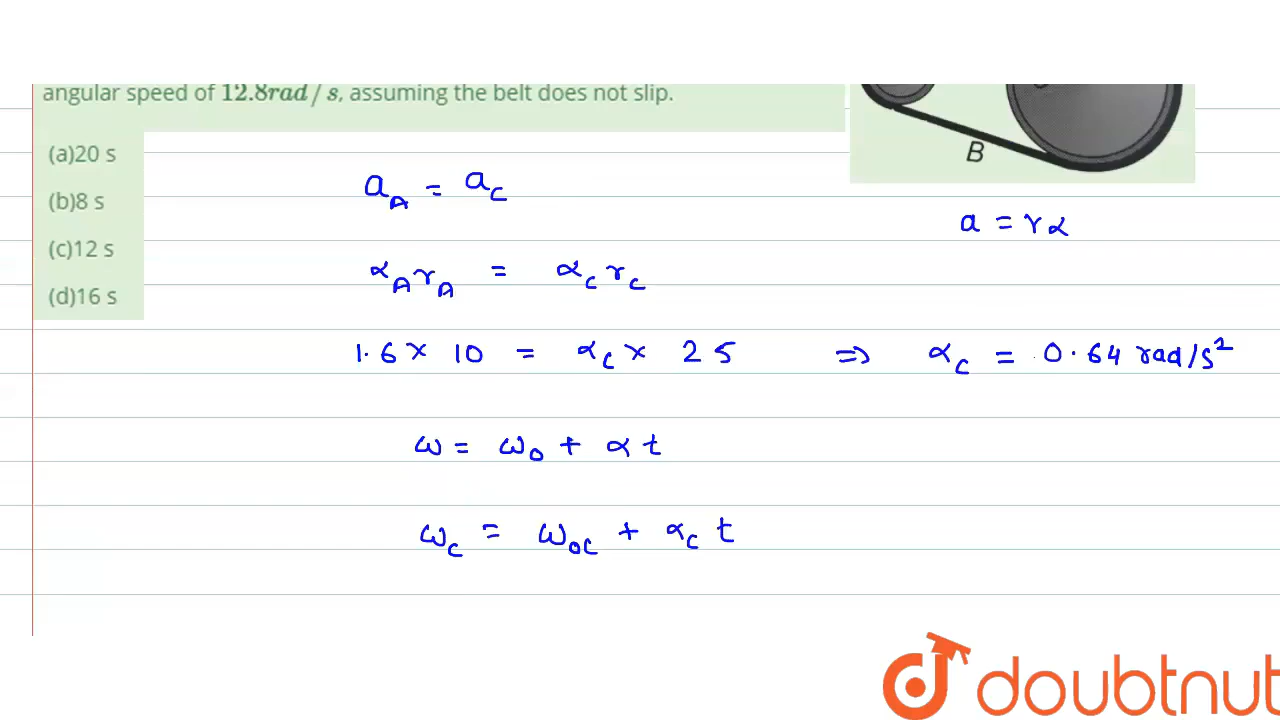 angular speed of 12.8rad/s, assuming the belt does not slip.
(a)20 s
(b)8 s
(c)12 s
(d)16 s
B
a_A = a_C
a = rα
α_A r_A = α_C r_C
1.6 × 10 = α_C × 25 ⇒ α_C = 0.64 rad/s²
ω = ω_0 + α t
ω_C = ω_0C + α_C t
doubtnut